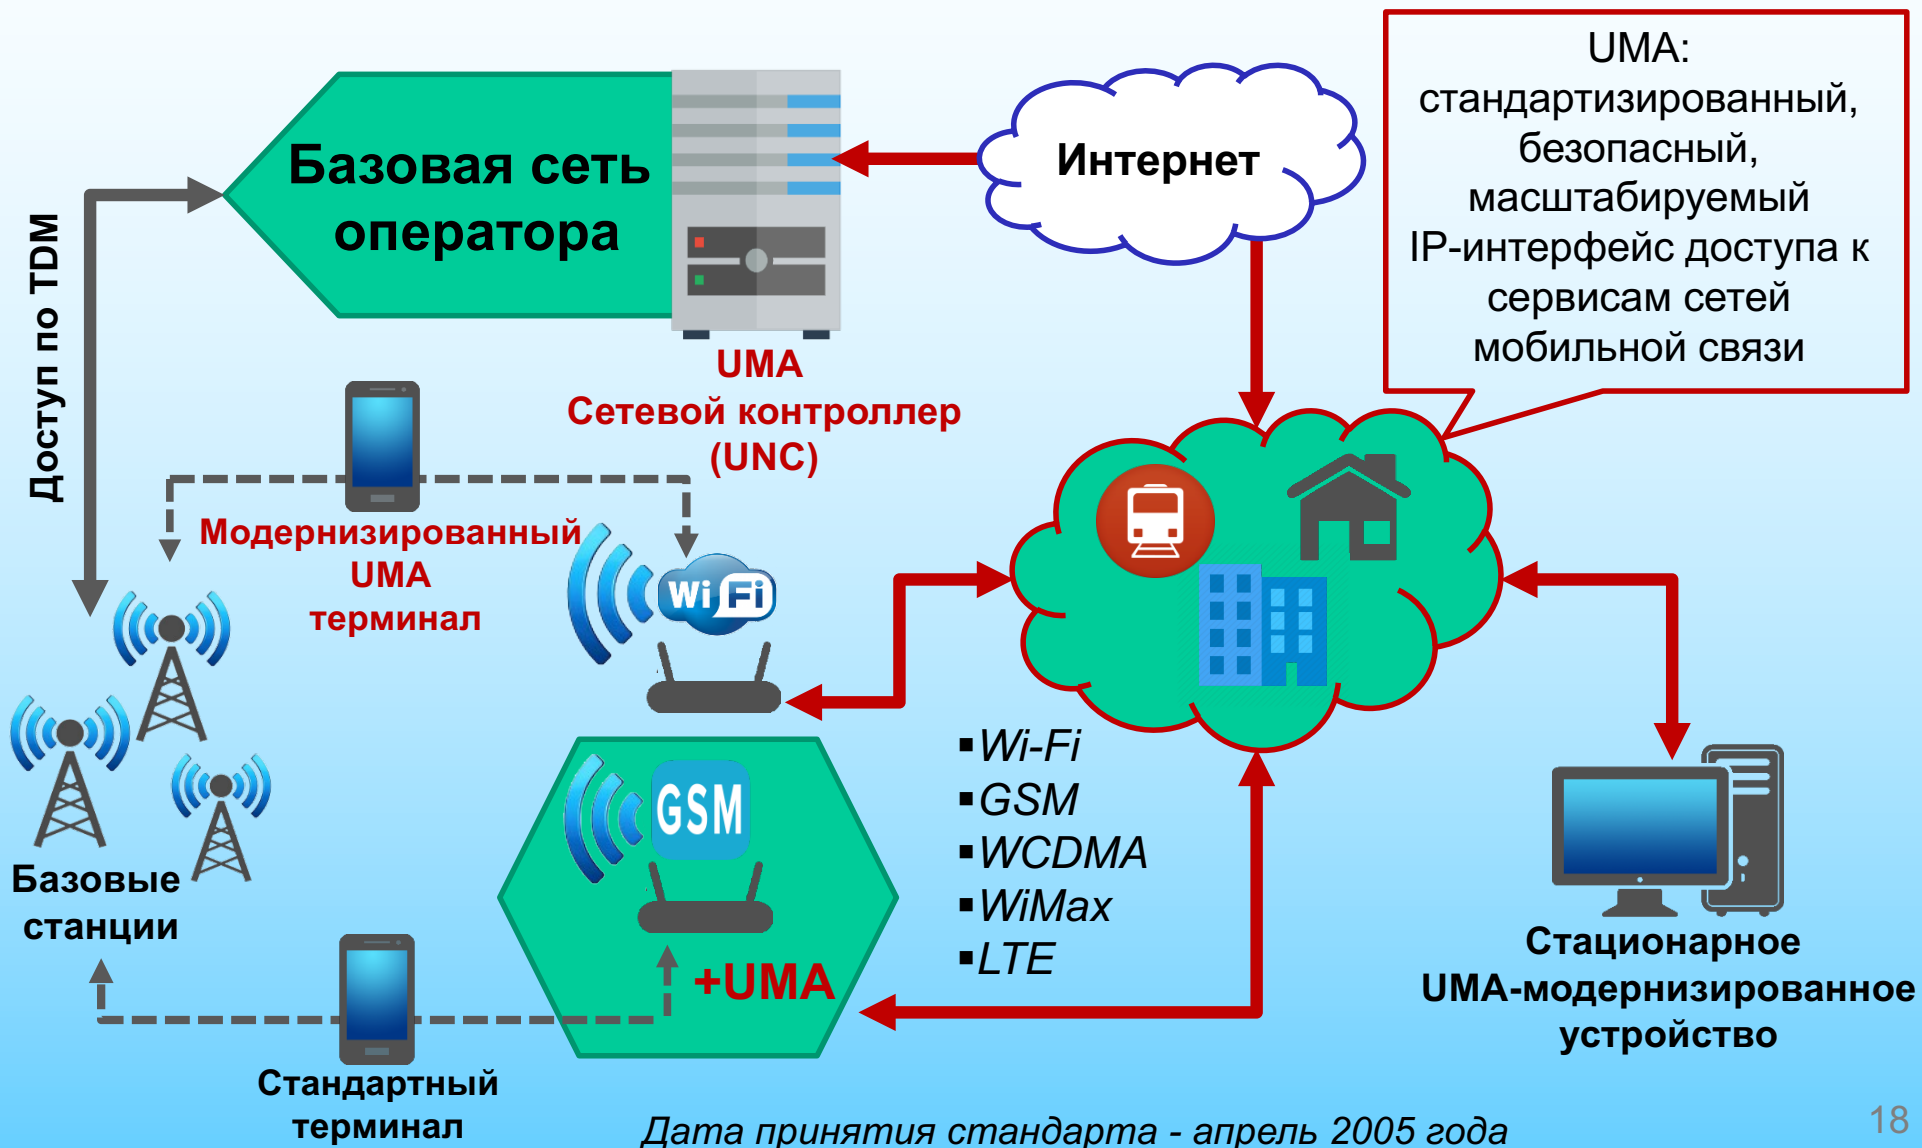 Базовая сеть
оператора
Интернет
UMA:
стандартизированный,
безопасный,
масштабируемый
IP-интерфейс доступа к
сервисам сетей
мобильной связи
Доступ по TDM
UMA
Сетевой контроллер
(UNC)
Модернизированный
UMA
терминал
Wi Fi
GSM
+UMA
▪Wi-Fi
▪GSM
▪WCDMA
▪WiMax
▪LTE
Базовые
станции
Стандартный
терминал
Стационарное
UMA-модернизированное
устройство
Дата принятия стандарта - апрель 2005 года
18